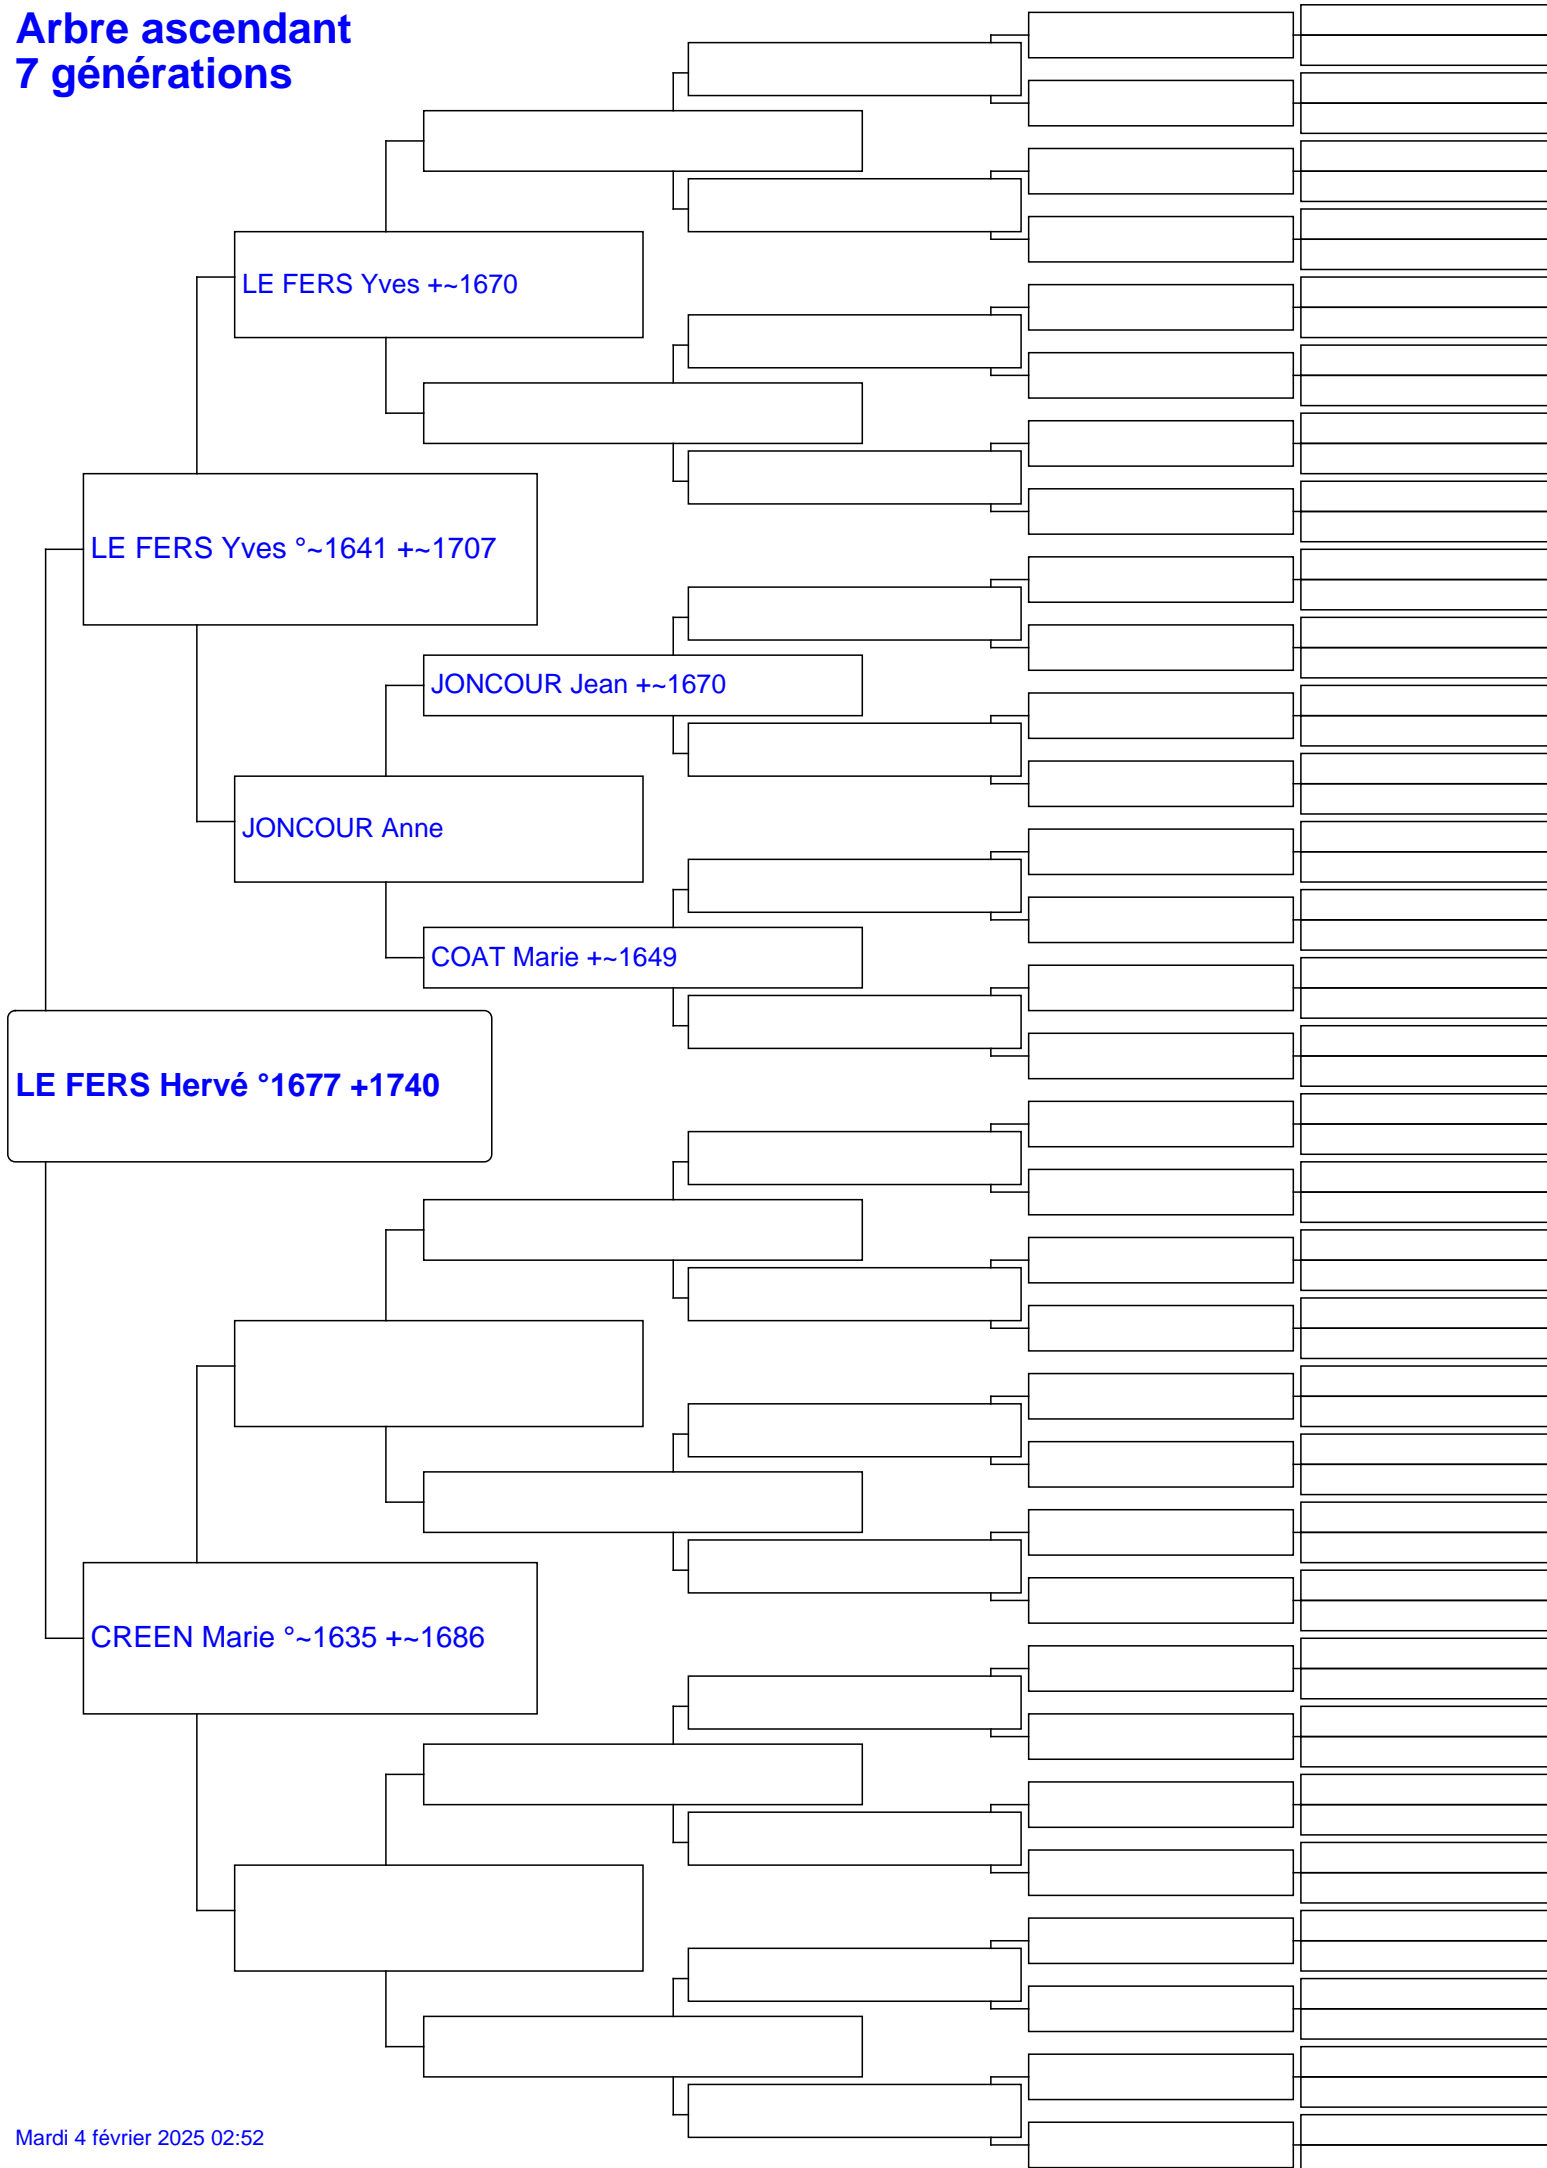 Arbre ascendant
7 générations
LE FERS Yves +~1670
LE FERS Yves °~1641 +~1707
JONCOUR Jean +~1670
JONCOUR Anne
COAT Marie +~1649
LE FERS Hervé °1677 +1740
CREEN Marie °~1635 +~1686
Mardi 4 février 2025 02:52